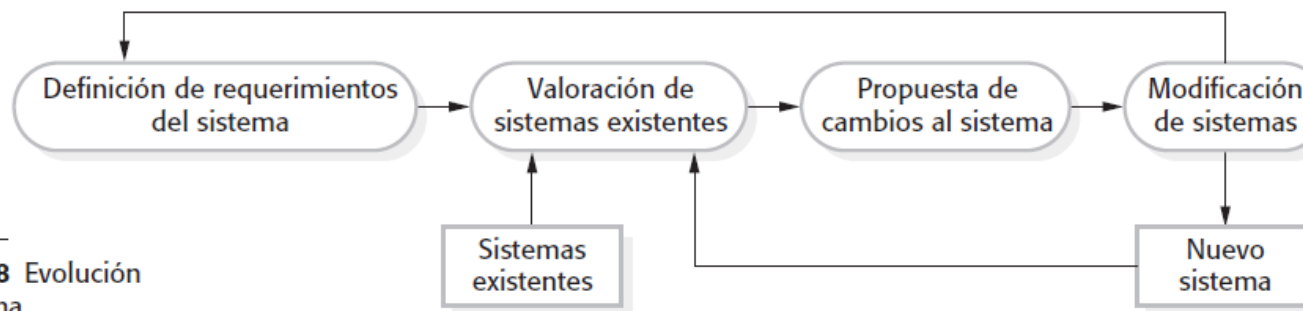 Definición de requerimientos
del sistema
Valoración de
sistemas existentes
Propuesta de
cambios al sistema
Modificación
de sistemas
Sistemas
existentes
Nuevo
sistema
8 Evolución